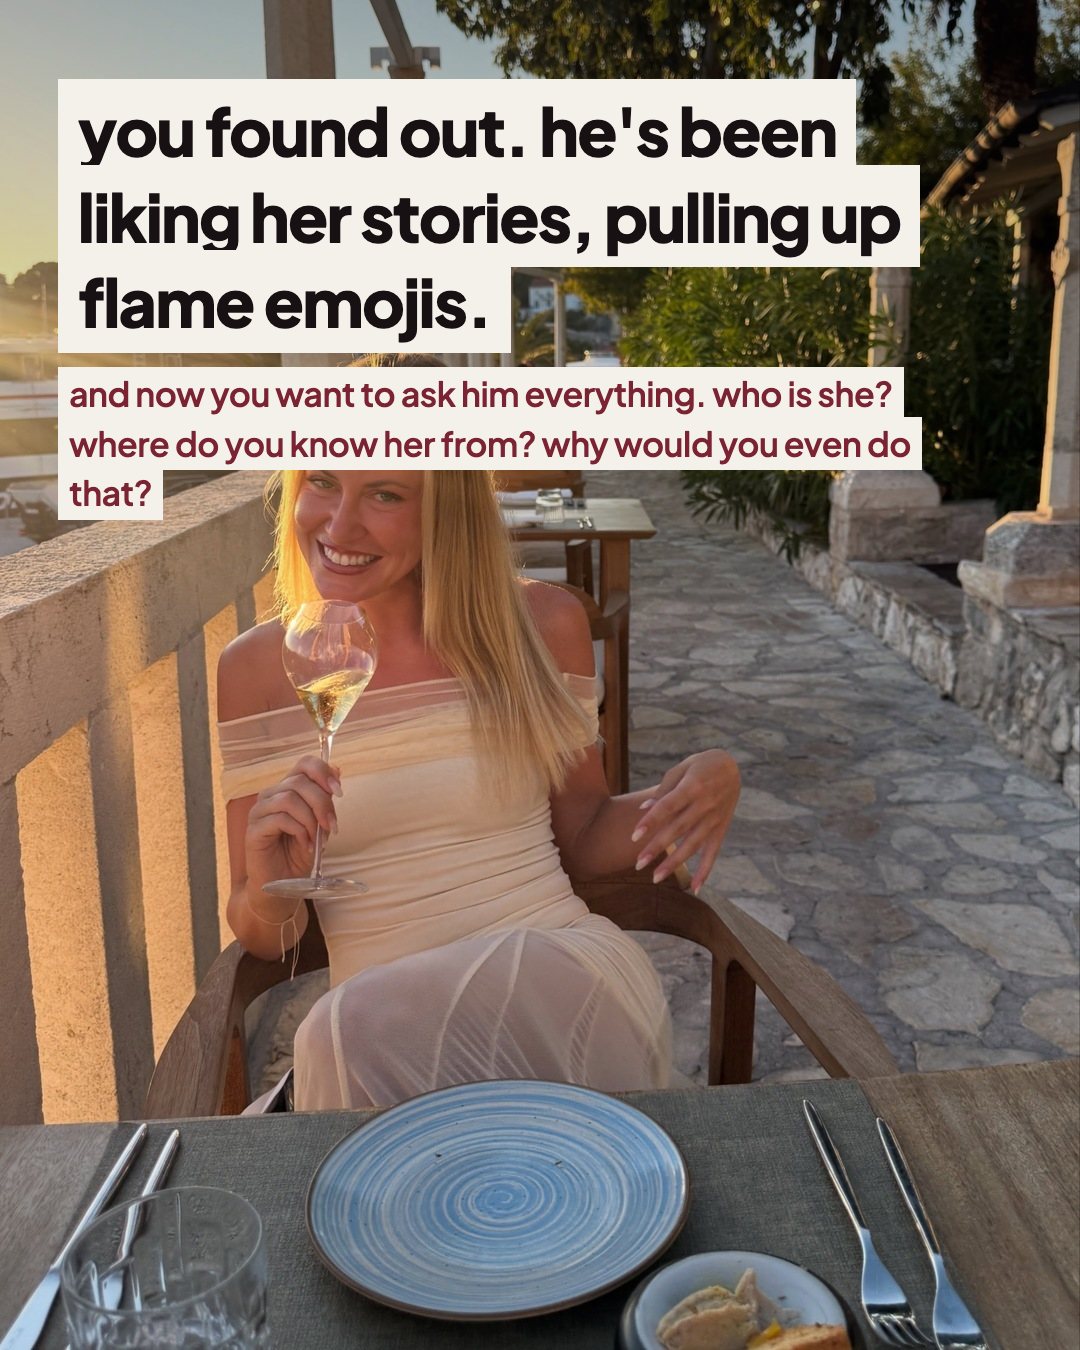 you found out. he's been
liking her stories, pulling up
flame emojis.
and now you want to ask him everything. who is she?
where do you know her from? why would you even do
that?